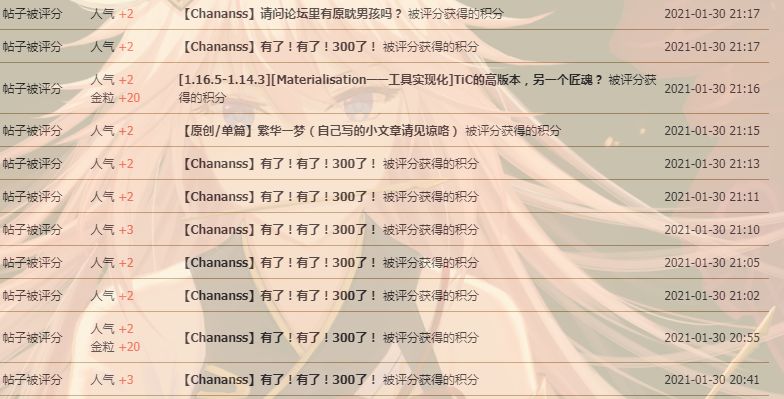 帖子被评分 人气 +2 【Chananss】请问论坛里有原耽男孩吗？ 被评分获得的积分 2021-01-30 21:17
帖子被评分 人气 +2 【Chananss】有了！有了！300了！ 被评分获得的积分 2021-01-30 21:17
帖子被评分 人气 +2 金粒 +20 [1.16.5-1.14.3][Materialisation——工具实现化]TiC的高版本，另一个匠魂？ 被评分获
得的积分 2021-01-30 21:16
帖子被评分 人气 +2 【原创/单篇】繁华一梦（自己写的小文章请见谅咯） 被评分获得的积分 2021-01-30 21:15
帖子被评分 人气 +2 【Chananss】有了！有了！300了！ 被评分获得的积分 2021-01-30 21:13
帖子被评分 人气 +2 【Chananss】有了！有了！300了！ 被评分获得的积分 2021-01-30 21:11
帖子被评分 人气 +3 【Chananss】有了！有了！300了！ 被评分获得的积分 2021-01-30 21:10
帖子被评分 人气 +2 【Chananss】有了！有了！300了！ 被评分获得的积分 2021-01-30 21:05
帖子被评分 人气 +2 【Chananss】有了！有了！300了！ 被评分获得的积分 2021-01-30 21:02
帖子被评分 人气 +2 金粒 +20 【Chananss】有了！有了！300了！ 被评分获得的积分 2021-01-30 20:55
帖子被评分 人气 +3 【Chananss】有了！有了！300了！ 被评分获得的积分 2021-01-30 20:41